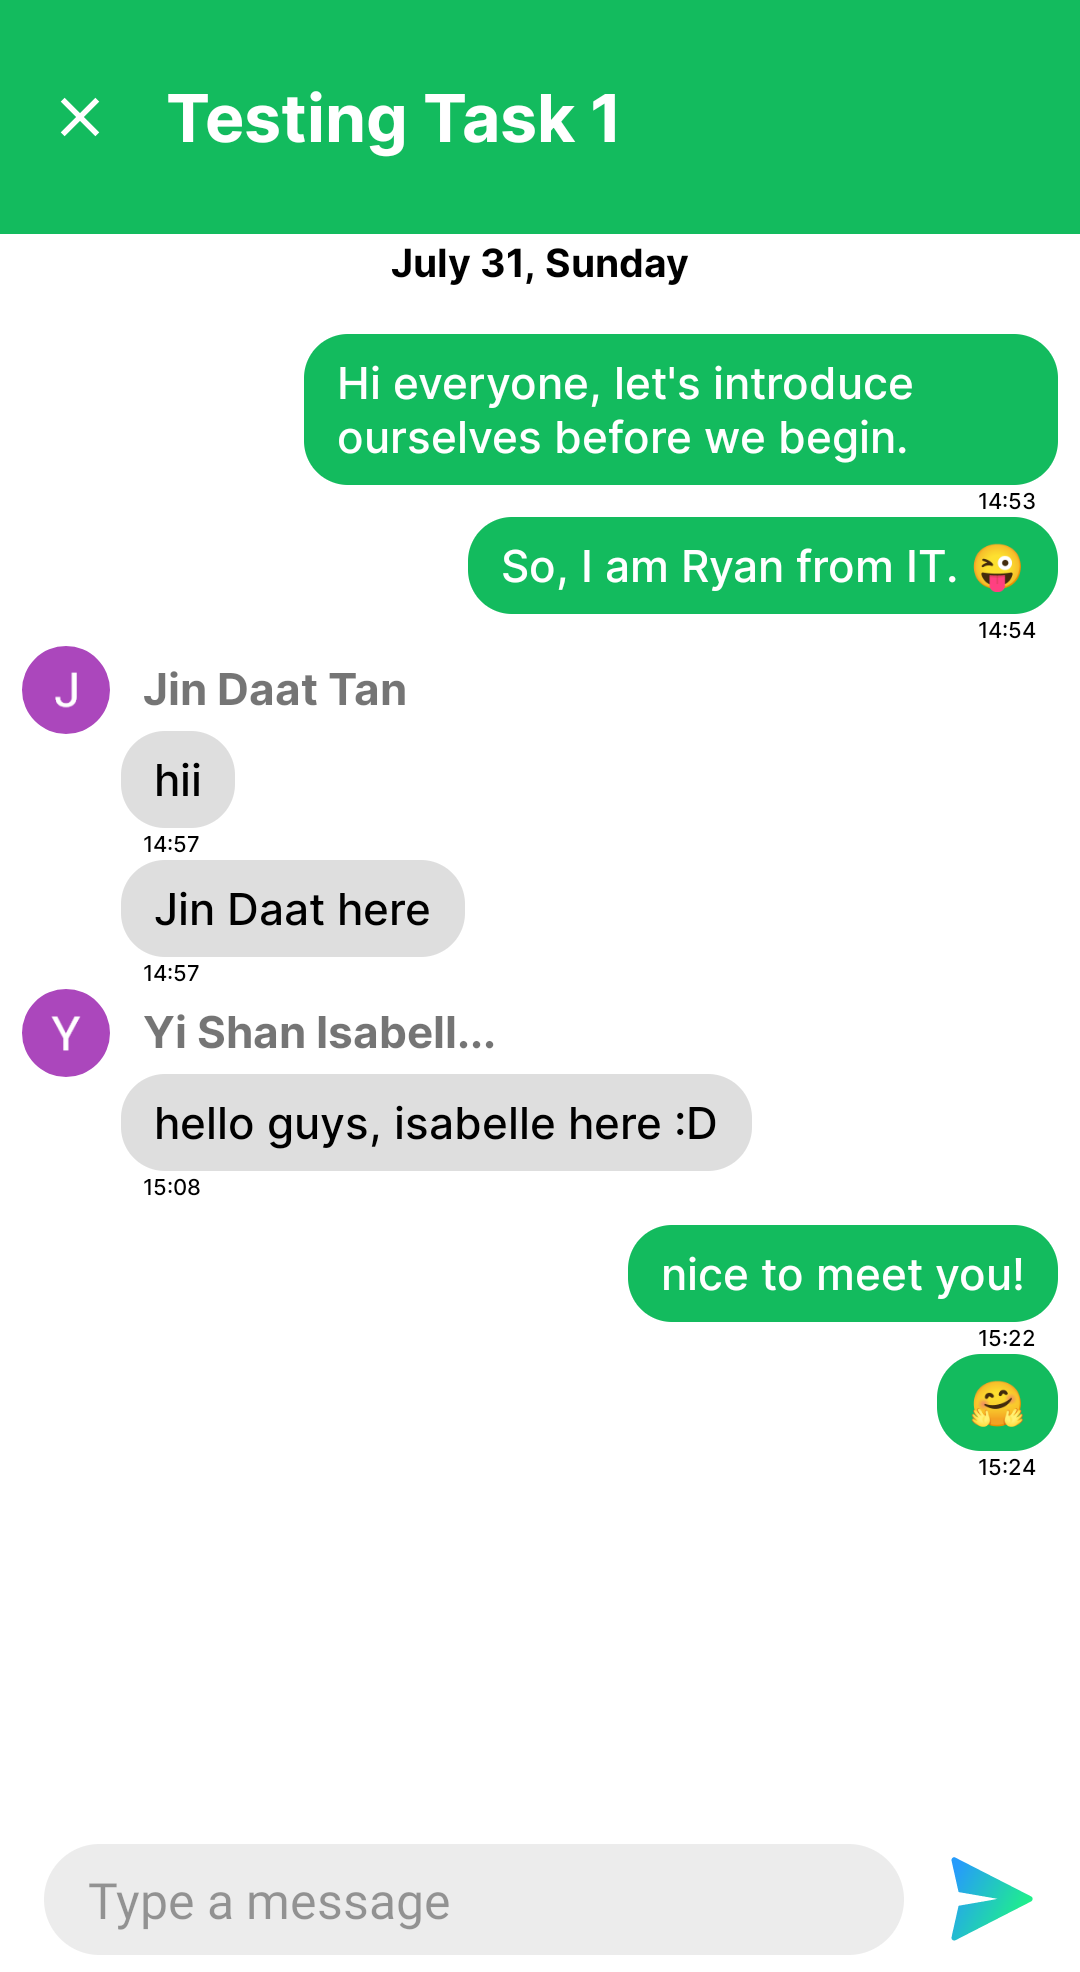 Testing Task 1
July 31, Sunday
Hi everyone, let's introduce
ourselves before we begin.
14:53
So, I am Ryan from IT. 😜
14:54
J
Jin Daat Tan
hii
14:57
Jin Daat here
14:57
Y
Yi Shan Isabell...
hello guys, isabelle here :D
15:08
nice to meet you!
15:22
🤗
15:24
Type a message